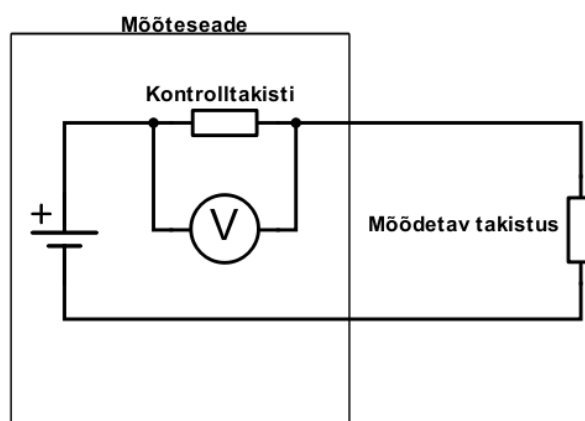 Mõõteseade
Kontrolltakisti
+
V
Mõõdetav takistus